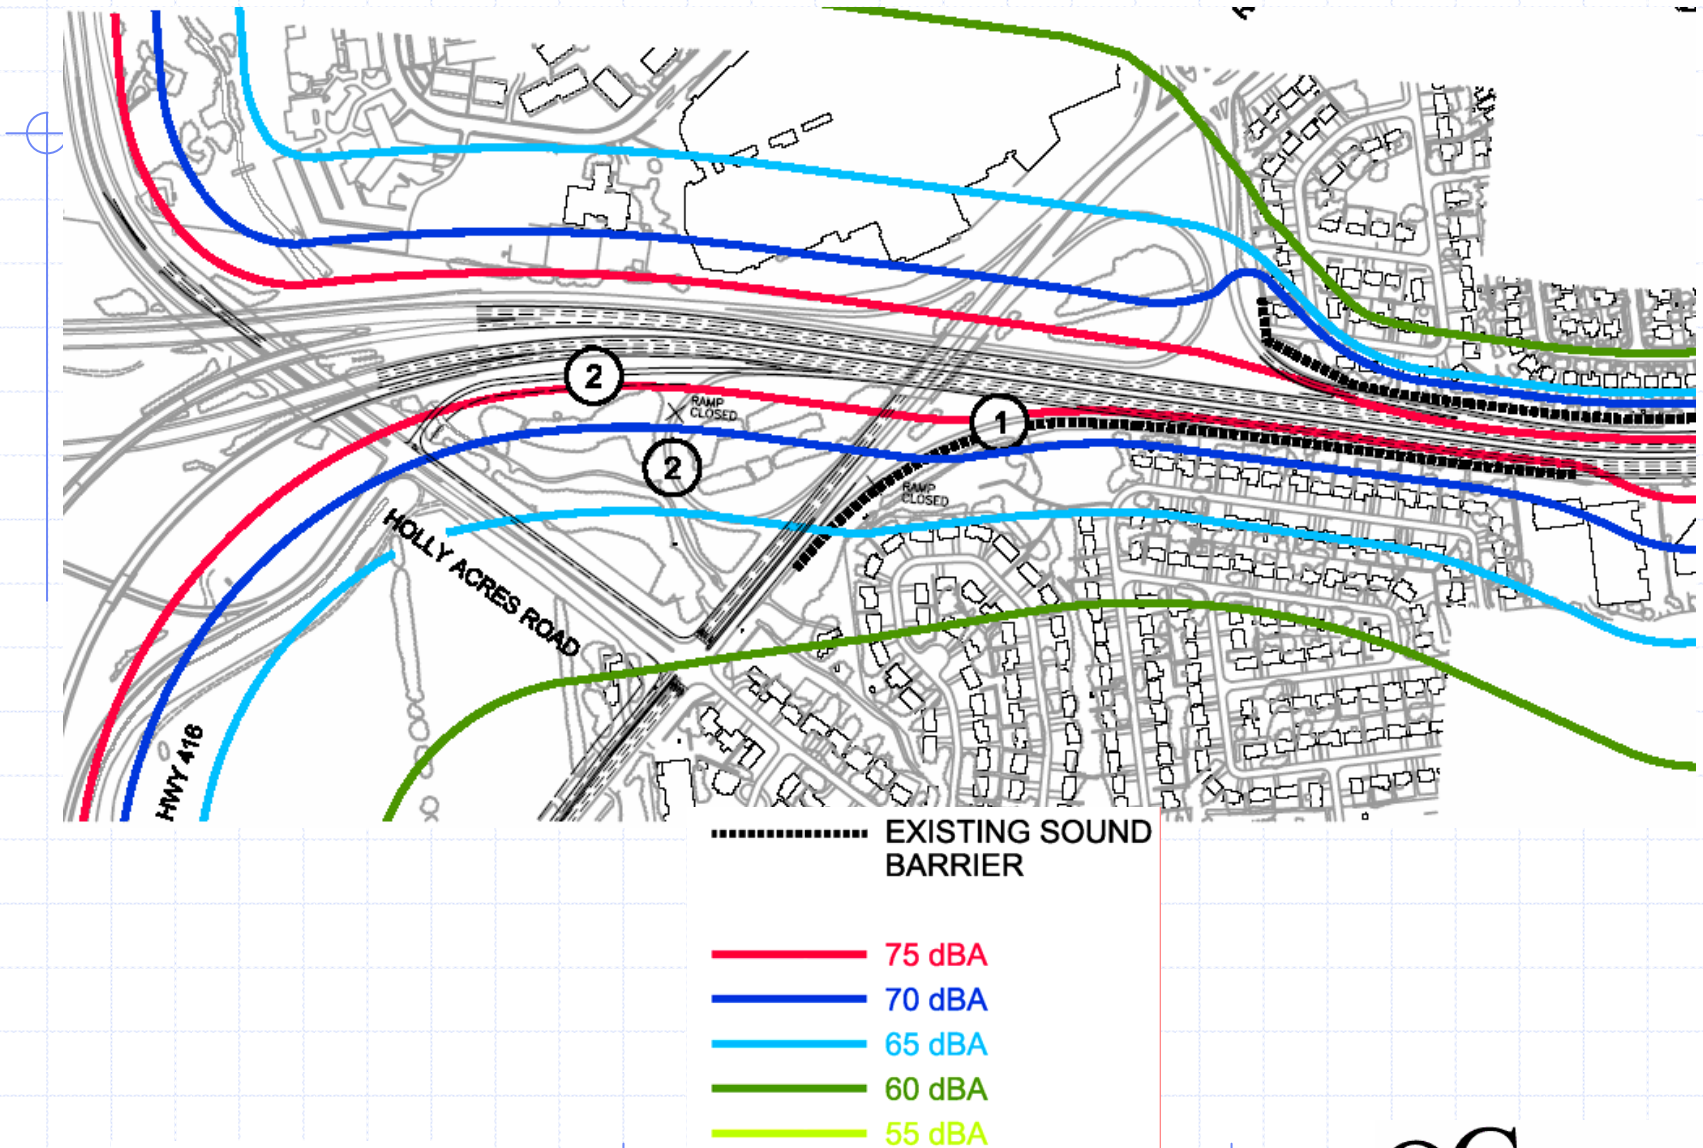 2
RAMP
CLOSED
1
2
RAMP
CLOSED
HOLLY ACRES ROAD
HWY 416
EXISTING SOUND
BARRIER
75 dBA
70 dBA
65 dBA
60 dBA
55 dBA